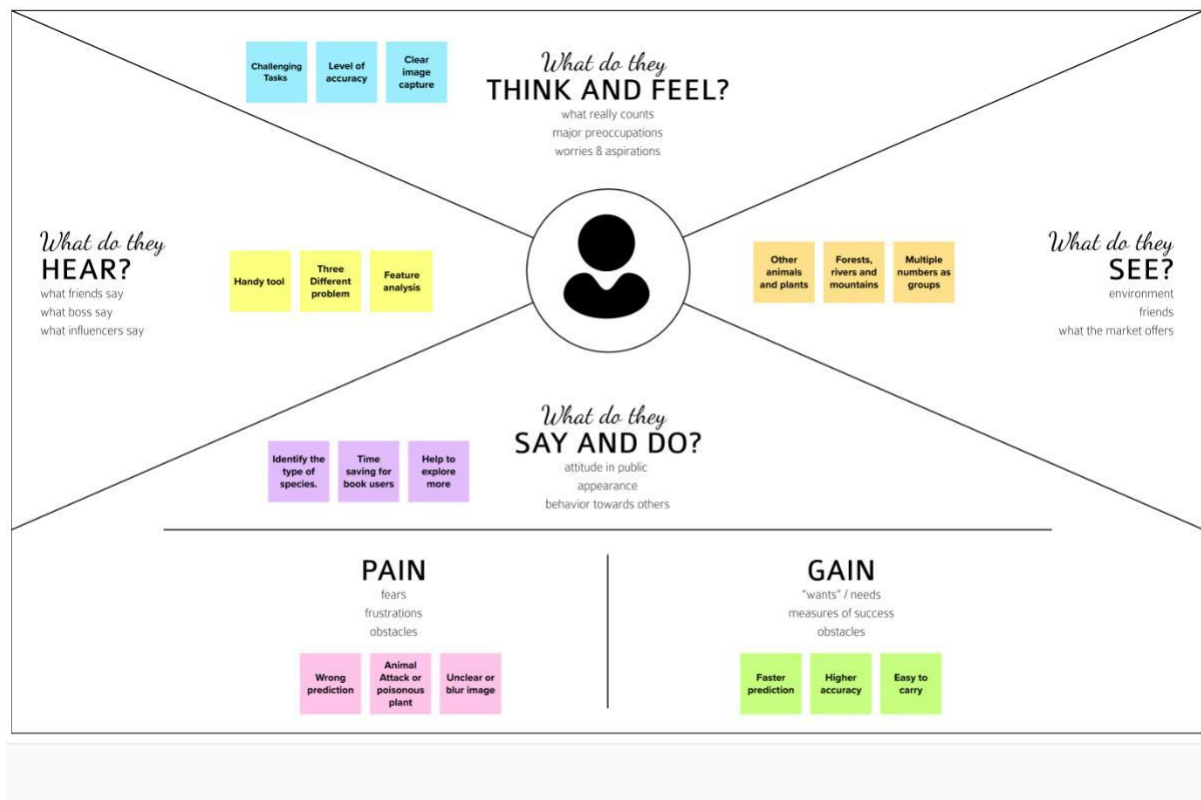 Challenging
Tasks
Level of
accuracy
Clear
image
capture
What do they
THINK AND FEEL?
what really counts
major preoccupations
worries & aspirations
What do they
HEAR?
what friends say
what boss say
what influencers say
Handy tool
Three
Different
problem
Feature
analysis
Other
animals
and plants
Forests,
rivers and
mountains
Multiple
numbers as
groups
What do they
SEE?
environment
friends
what the market offers
What do they
SAY AND DO?
attitude in public
appearance
behavior towards others
Identify the
type of
species.
Time
saving for
book users
Help to
explore
more
PAIN
fears
frustrations
obstacles
Wrong
prediction
Animal
Attack or
poisonous
plant
Unclear or
blur image
GAIN
"wants" / needs
measures of success
obstacles
Faster
prediction
Higher
accuracy
Easy to
carry